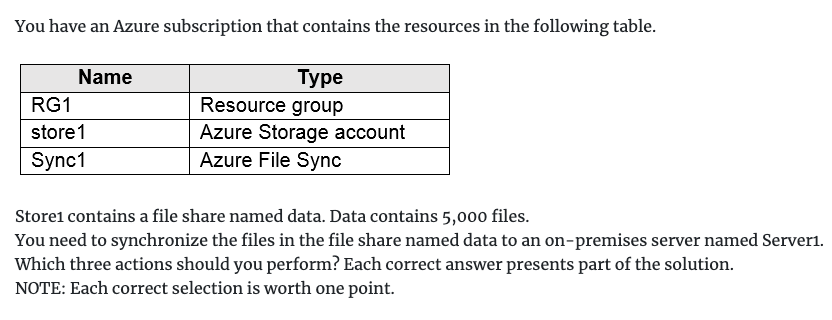 You have an Azure subscription that contains the resources in the following table.
Name Type
RG1 Resource group
store1 Azure Storage account
Sync1 Azure File Sync
Store1 contains a file share named data. Data contains 5,000 files.
You need to synchronize the files in the file share named data to an on-premises server named Server1.
Which three actions should you perform? Each correct answer presents part of the solution.
NOTE: Each correct selection is worth one point.